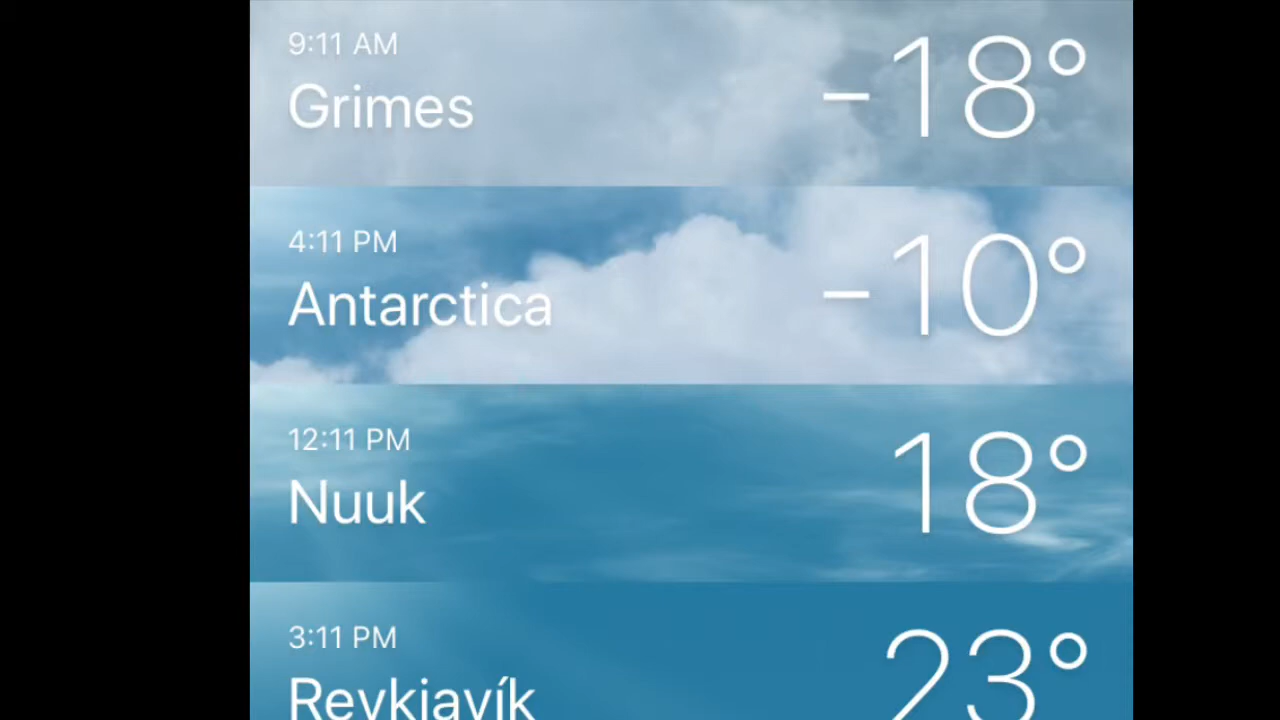 9:11 AM
Grimes
-18°
4:11 PM
Antarctica
-10°
12:11 PM
Nuuk
18°
3:11 PM
Reykjavík
23°